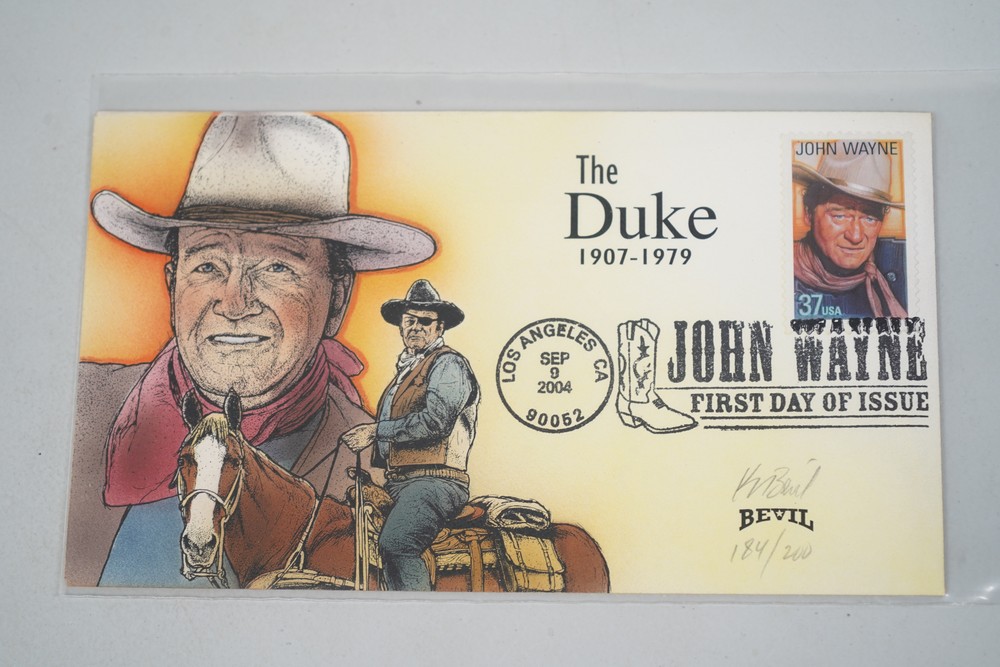 The
Duke
1907-1979
JOHN WAYNE
37 USA
LOS ANGELES CA
SEP
9
2004
90052
JOHN WAYNE
FIRST DAY OF ISSUE
BEVIL
184/200